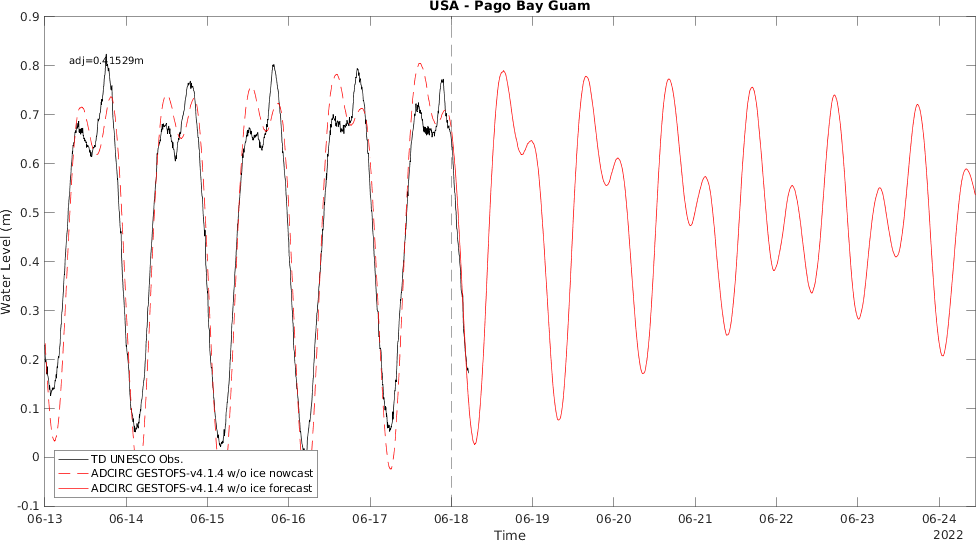 USA - Pago Bay Guam
0.9
0.8
0.7
0.6
0.5
0.4
0.3
0.2
0.1
0
-0.1
Water Level (m)
adj=0.41529m
TD UNESCO Obs.
ADCIRC GESTOFS-v4.1.4 w/o ice nowcast
ADCIRC GESTOFS-v4.1.4 w/o ice forecast
06-13 06-14 06-15 06-16 06-17 06-18 06-19 06-20 06-21 06-22 06-23 06-24
Time
2022